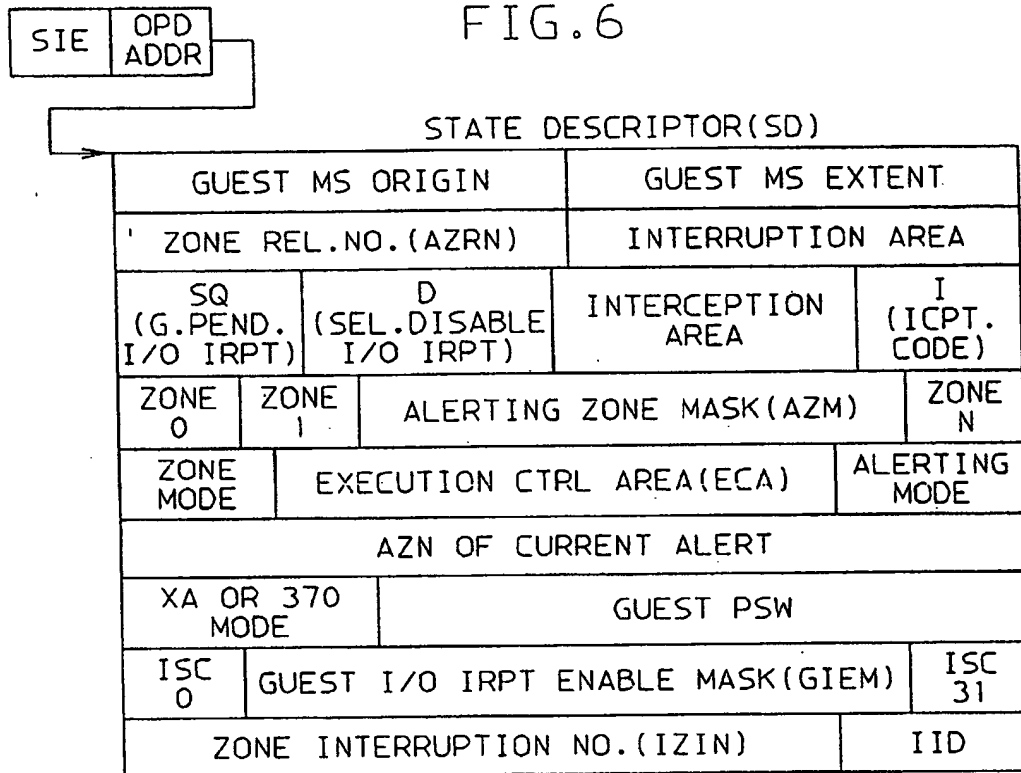 FIG.6
SIE
OPD
ADDR
STATE DESCRIPTOR(SD)
GUEST MS ORIGIN
GUEST MS EXTENT
ZONE REL.NO.(AZRN)
INTERRUPTION AREA
SQ
(G.PEND.
I/O IRPT)
D
(SEL.DISABLE
I/O IRPT)
INTERCEPTION
AREA
I
(ICPT.
CODE)
ZONE
0
ZONE
1
ALERTING ZONE MASK(AZM)
ZONE
N
ZONE
MODE
EXECUTION CTRL AREA(ECA)
ALERTING
MODE
AZN OF CURRENT ALERT
XA OR 370
MODE
GUEST PSW
ISC
0
GUEST I/O IRPT ENABLE MASK(GIEM)
ISC
31
ZONE INTERRUPTION NO.(IZIN)
IID